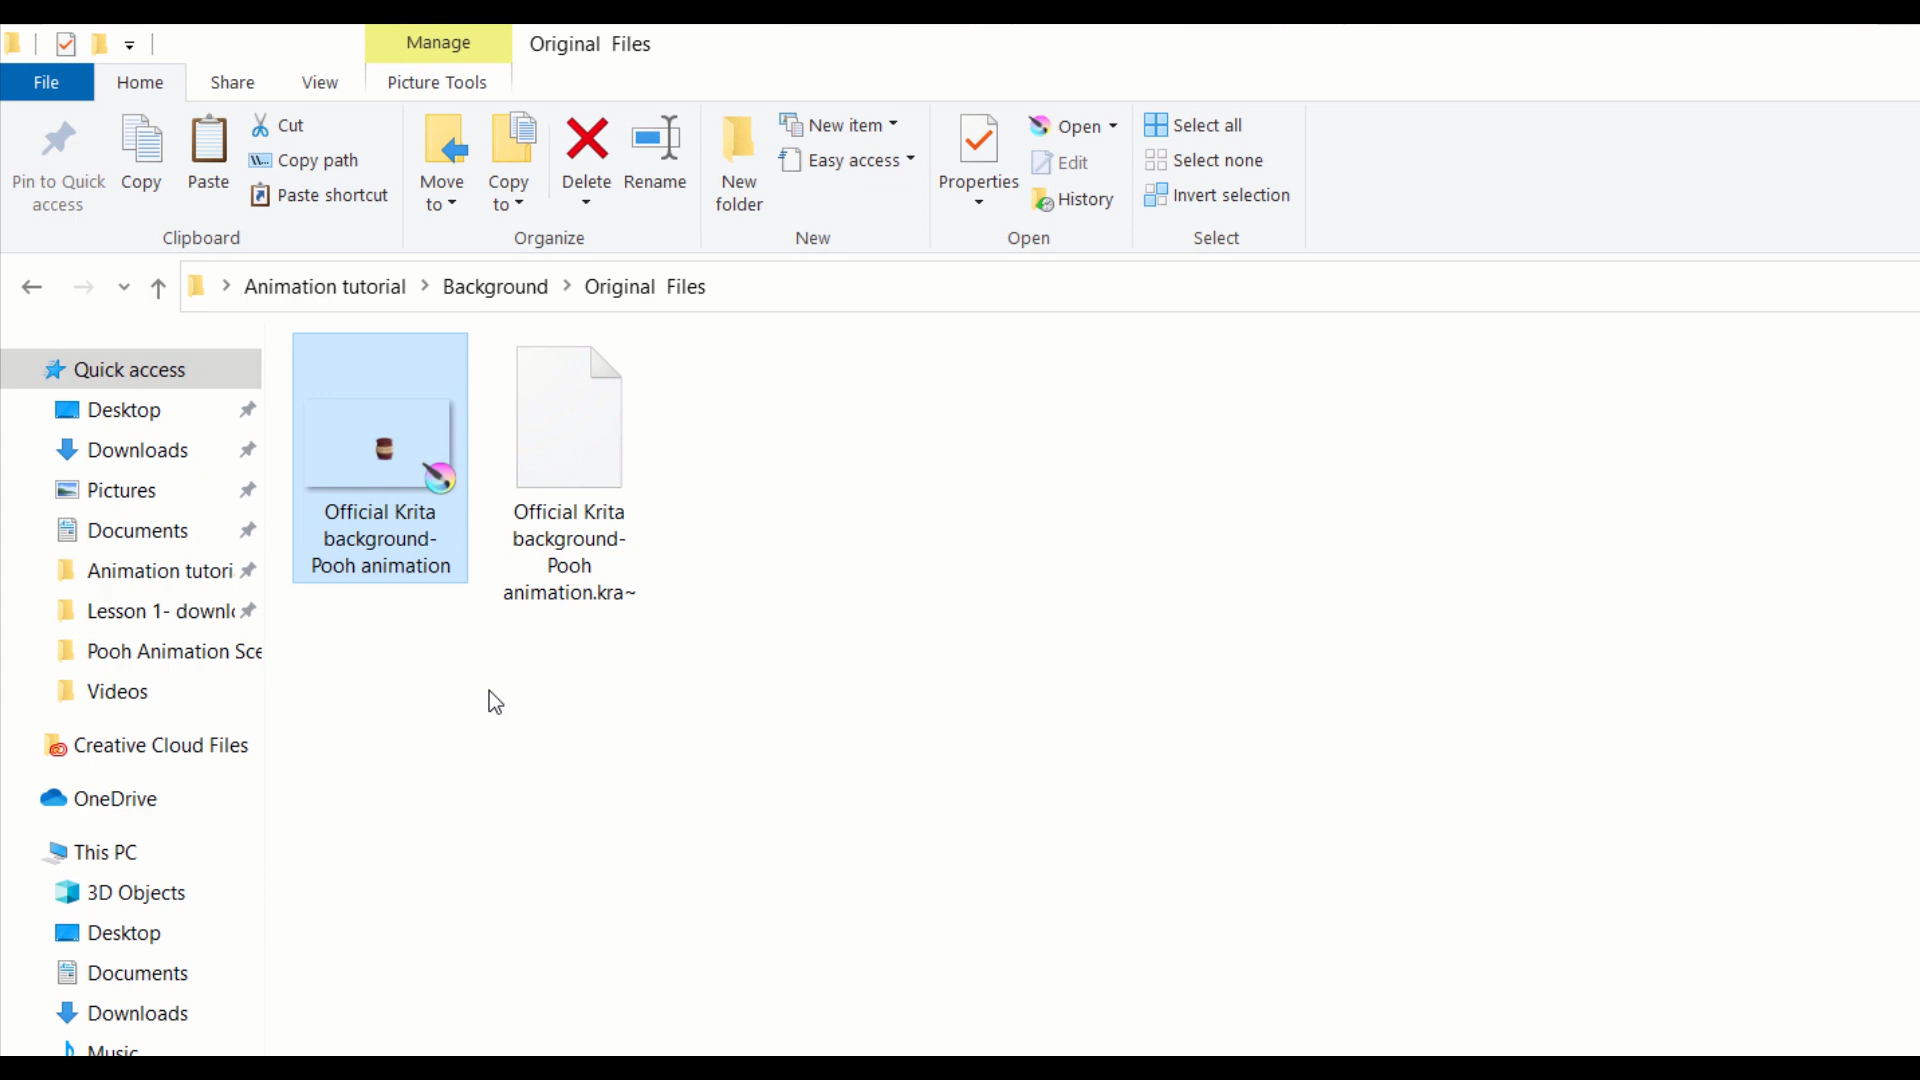 Manage
Original Files
File
Home
Share
View
Picture Tools
Pin to Quick
access
Copy
Paste
Cut
Copy path
Paste shortcut
Clipboard
Move
to
Copy
to
Delete
Rename
Organize
New
folder
New item
Easy access
New
Properties
Open
Edit
History
Open
Select all
Select none
Invert selection
Select
Animation tutorial
Background
Original Files
Quick access
Desktop
Downloads
Pictures
Documents
Animation tutori
Lesson 1- downl
Pooh Animation Sce
Videos
Creative Cloud Files
OneDrive
This PC
3D Objects
Desktop
Documents
Downloads
Music
Official Krita
background-
Pooh animation
Official Krita
background-
Pooh
animation.kra~